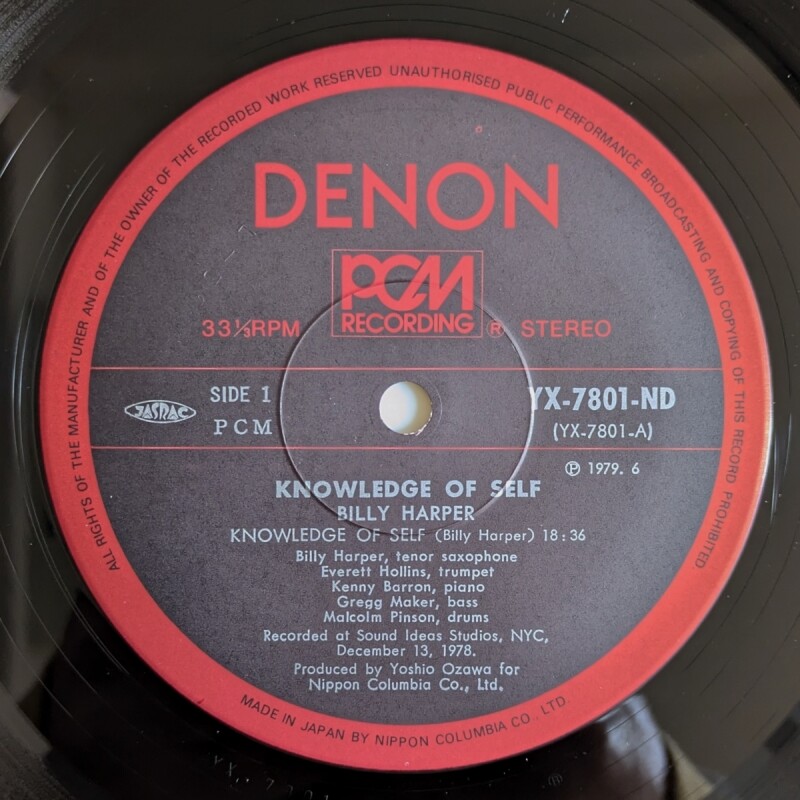 ALL RIGHTS OF THE MANUFACTURER AND OF THE OWNER OF THE RECORDED WORK RESERVED UNAUTHORISED PUBLIC PERFORMANCE BROADCASTING AND COPYING OF THIS RECORD PROHIBITED
DENON
PCM
RECORDING
33⅓RPM ® STEREO
JASRAC SIDE 1 YX-7801-ND
PCM (YX-7801-A)
℗ 1979. 6
KNOWLEDGE OF SELF
BILLY HARPER
KNOWLEDGE OF SELF (Billy Harper) 18:36
Billy Harper, tenor saxophone
Everett Hollins, trumpet
Kenny Barron, piano
Gregg Maker, bass
Malcolm Pinson, drums
Recorded at Sound Ideas Studios, NYC,
December 13, 1978.
Produced by Yoshio Ozawa for
Nippon Columbia Co., Ltd.
MADE IN JAPAN BY NIPPON COLUMBIA CO., LTD.